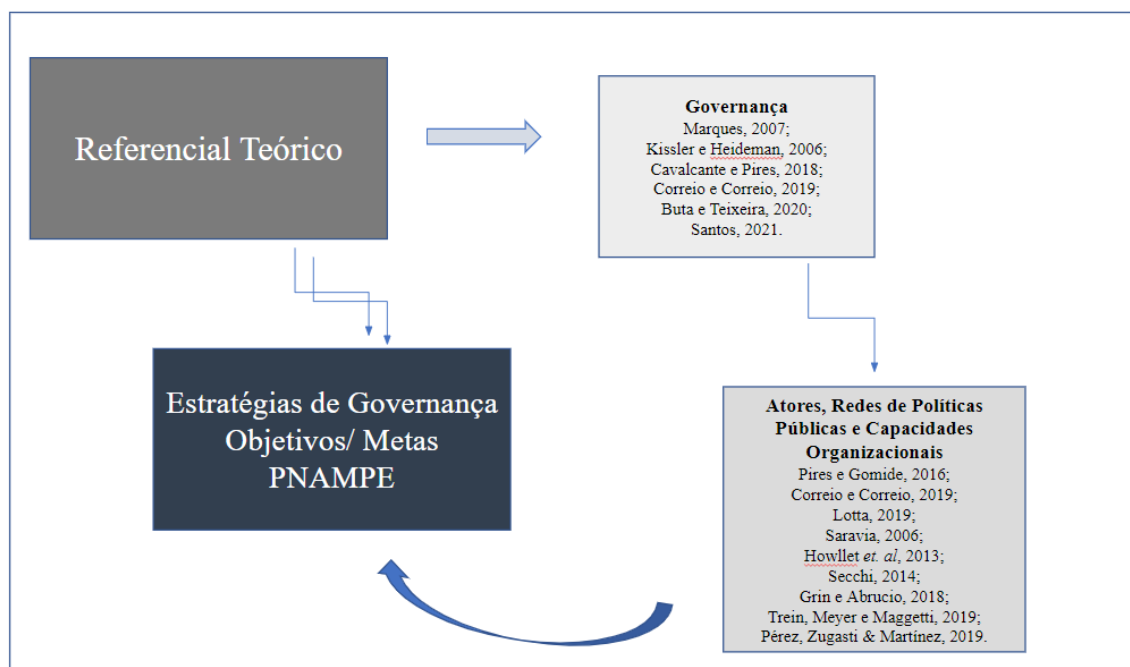 Referencial Teórico
Governança
Marques, 2007;
Kissler e Heideman, 2006;
Cavalcante e Pires, 2018;
Correio e Correio, 2019;
Buta e Teixeira, 2020;
Santos, 2021.
Estratégias de Governança
Objetivos/ Metas
PNAMPE
Atores, Redes de Políticas
Públicas e Capacidades
Organizacionais
Pires e Gomide, 2016;
Correio e Correio, 2019;
Lotta, 2019;
Saravia, 2006;
Howllet et. al, 2013;
Secchi, 2014;
Grin e Abrucio, 2018;
Trein, Meyer e Maggetti, 2019;
Pérez, Zugasti & Martínez, 2019.